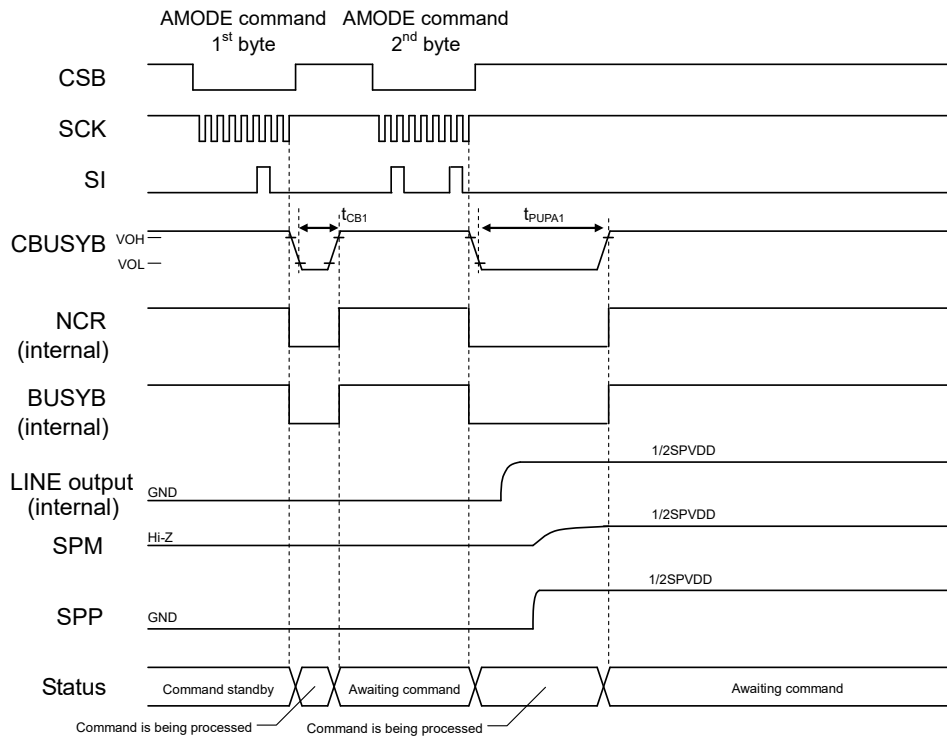 AMODE command
1st byte
AMODE command
2nd byte
CSB
SCK
SI
tCB1
tPUPA1
CBUSYB
VOH
VOL
NCR
(internal)
BUSYB
(internal)
1/2SPVDD
LINE output
(internal)
GND
1/2SPVDD
SPM
Hi-Z
1/2SPVDD
SPP
GND
Status
Command standby
Awaiting command
Awaiting command
Command is being processed
Command is being processed